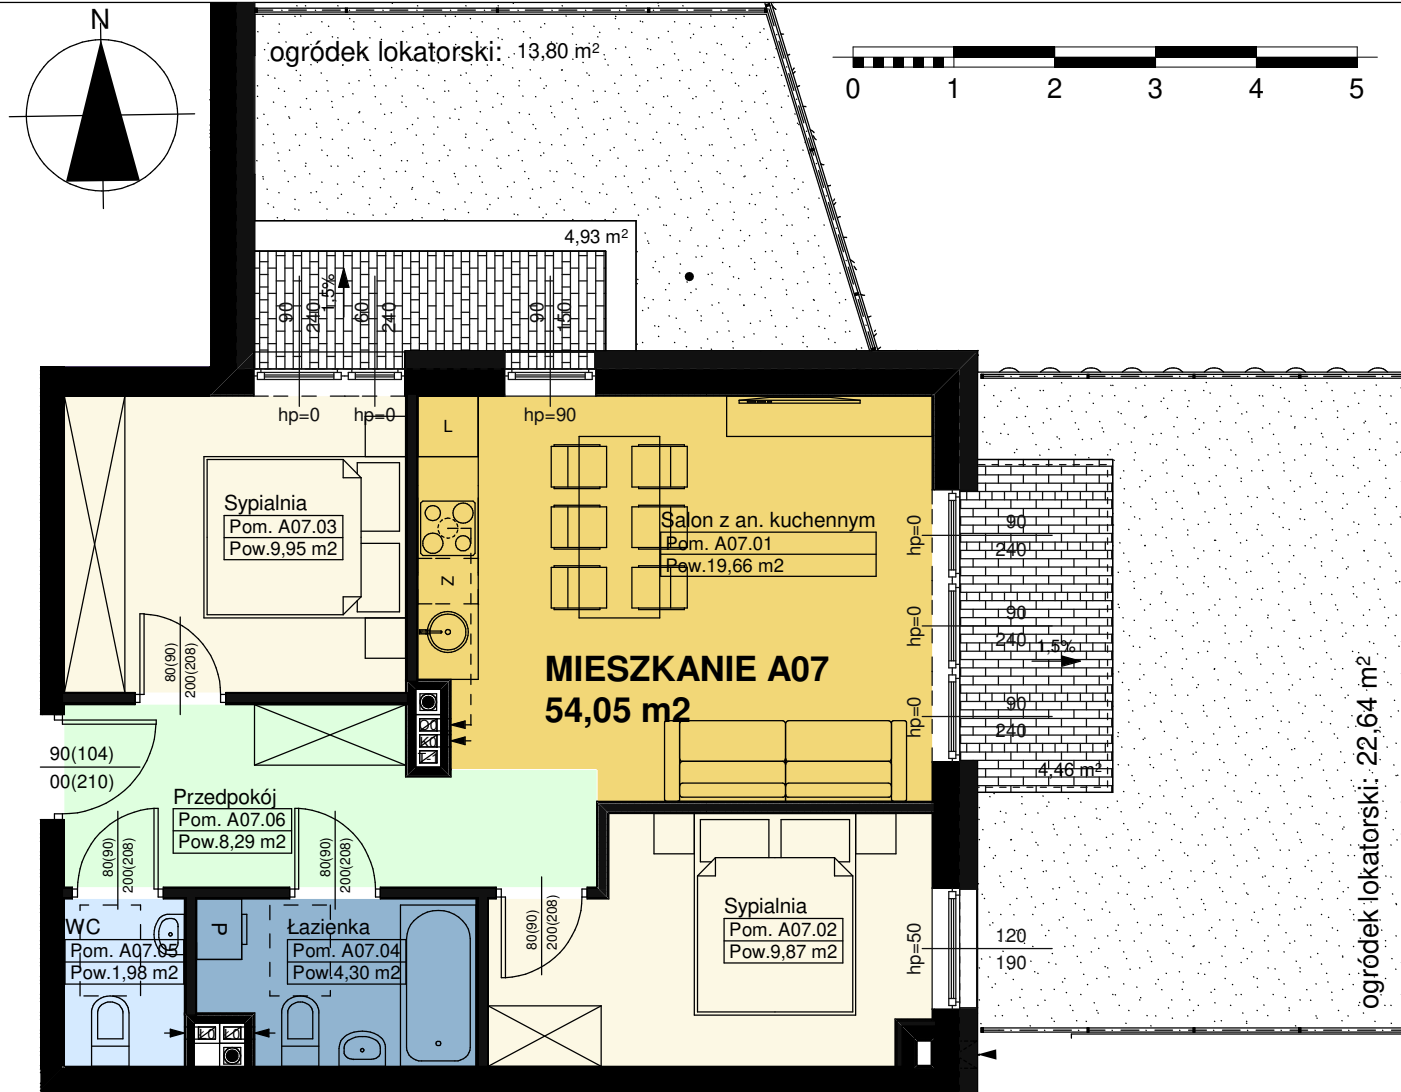 N
ogródek lokatorski: 13,80 m²
0 1 2 3 4 5
4,93 m²
90
240
1,5%
60
240
90
150
hp=0
hp=0
hp=90
L
Sypialnia
Pom. A07.03
Pow.9,95 m2
Salon z an. kuchennym
Pom. A07.01
Pow.19,66 m2
Z
hp=0
90
240
hp=0
90
240
1,5%
hp=0
90
240
4,46 m²
80(90)
200(208)
MIESZKANIE A07
54,05 m2
90(104)
00(210)
Przedpokój
Pom. A07.06
Pow.8,29 m2
80(90)
200(208)
80(90)
200(208)
80(90)
200(208)
WC
Pom. A07.05
Pow.1,98 m2
P
Łazienka
Pom. A07.04
Pow.4,30 m2
Sypialnia
Pom. A07.02
Pow.9,87 m2
hp=50
120
190
ogródek lokatorski: 22,64 m²